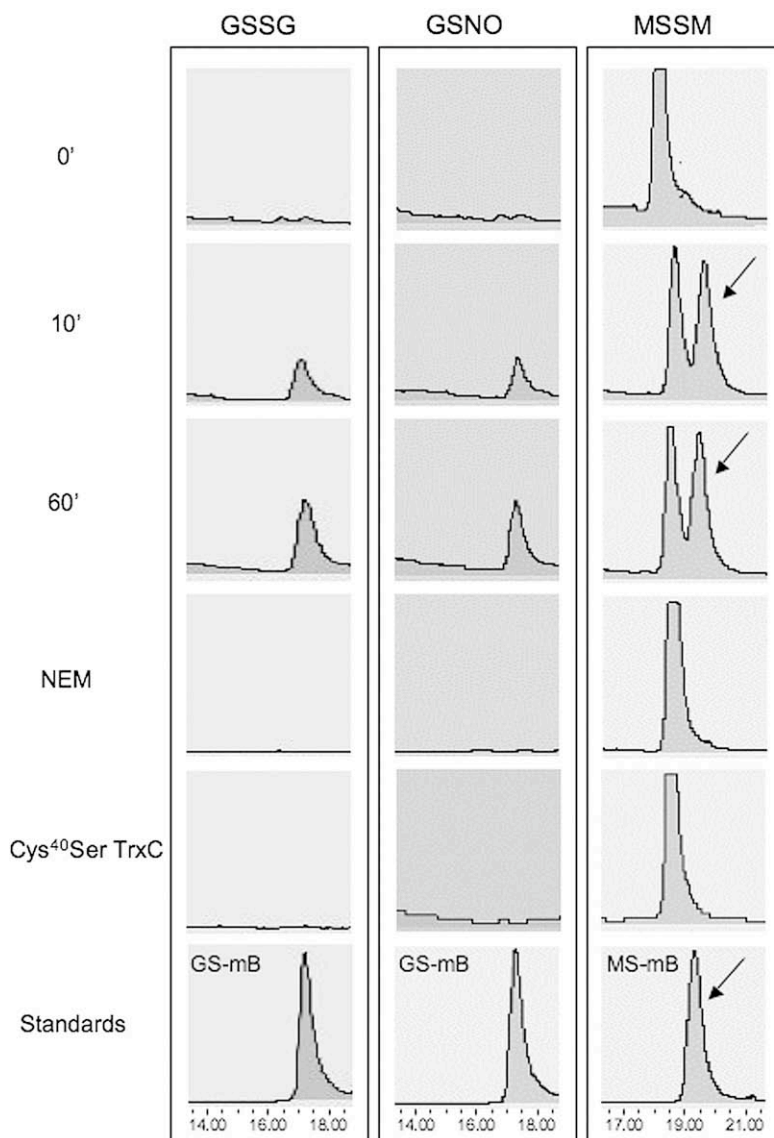 GSSG GSNO MSSM
0'
10'
60'
NEM
Cys⁴⁰Ser TrxC
Standards
GS-mB GS-mB MS-mB
14.00 16.00 18.00 14.00 16.00 18.00 17.00 19.00 21.00